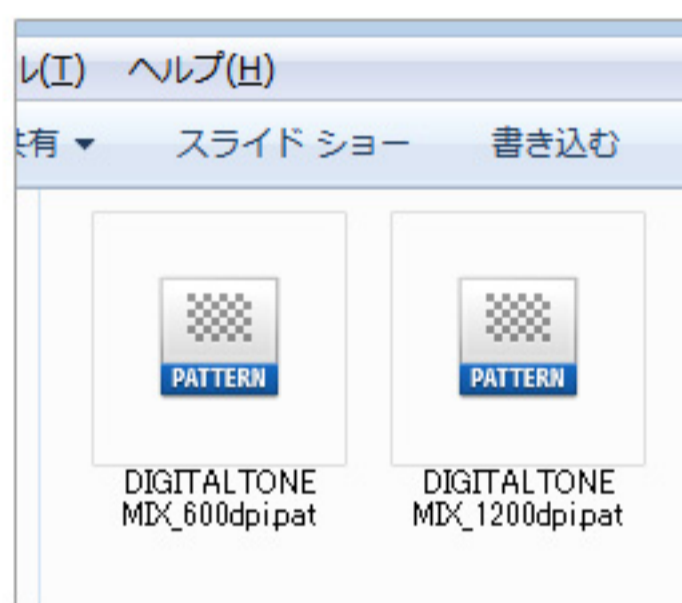 ル(T) ヘルプ(H)
共有 スライド ショー 書き込む
PATTERN PATTERN
DIGITALTONE DIGITALTONE
MIX_600dpi.pat MIX_1200dpi.pat